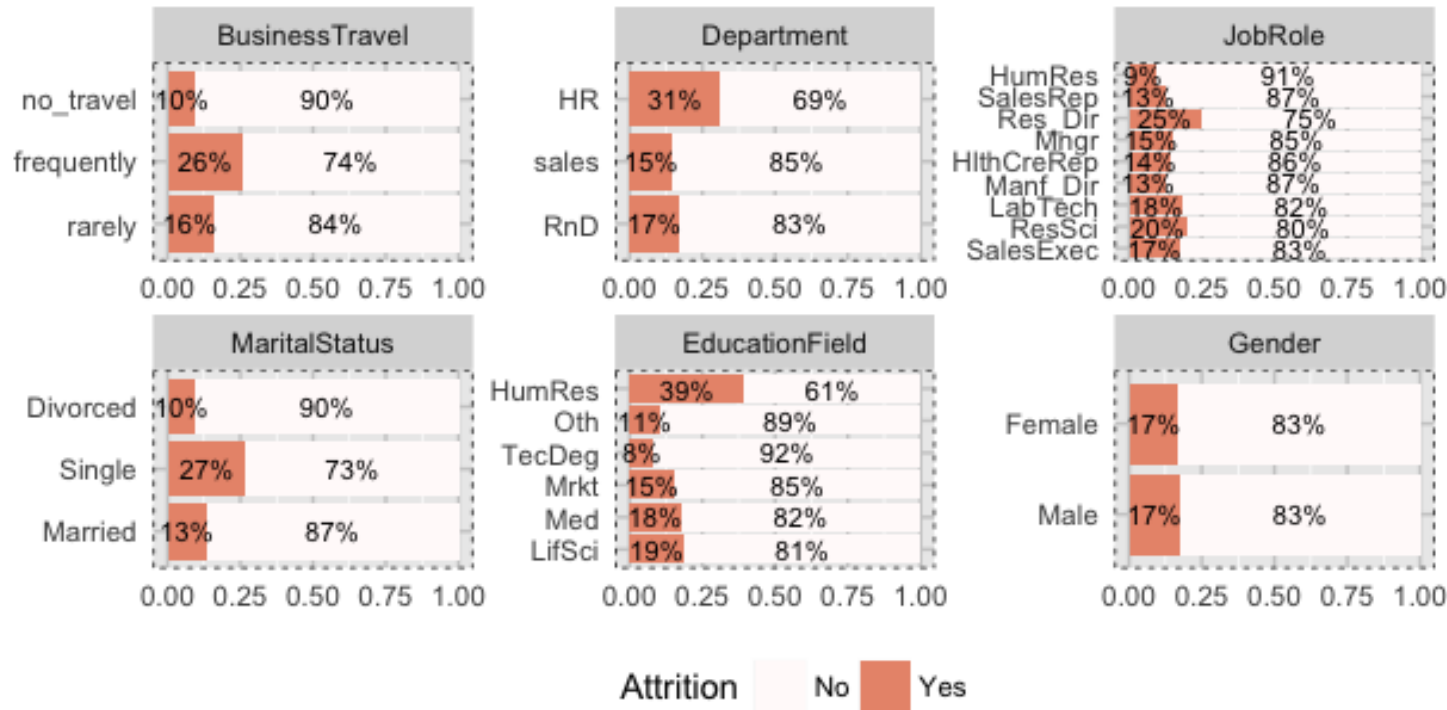 BusinessTravel Department JobRole
no_travel 10% 90%
frequently 26% 74%
rarely 16% 84%
0.00 0.25 0.50 0.75 1.00
HR 31% 69%
sales 15% 85%
RnD 17% 83%
0.00 0.25 0.50 0.75 1.00
HumRes 9% 91%
SalesRep 13% 87%
Res_Dir 25% 75%
Mngr 15% 85%
HlthCreRep 14% 86%
Manf_Dir 13% 87%
LabTech 18% 82%
ResSci 20% 80%
SalesExec 17% 83%
0.00 0.25 0.50 0.75 1.00
MaritalStatus EducationField Gender
Divorced 10% 90%
Single 27% 73%
Married 13% 87%
0.00 0.25 0.50 0.75 1.00
HumRes 39% 61%
Oth 11% 89%
TecDeg 8% 92%
Mrkt 15% 85%
Med 18% 82%
LifSci 19% 81%
0.00 0.25 0.50 0.75 1.00
Female 17% 83%
Male 17% 83%
0.00 0.25 0.50 0.75 1.00
Attrition No Yes